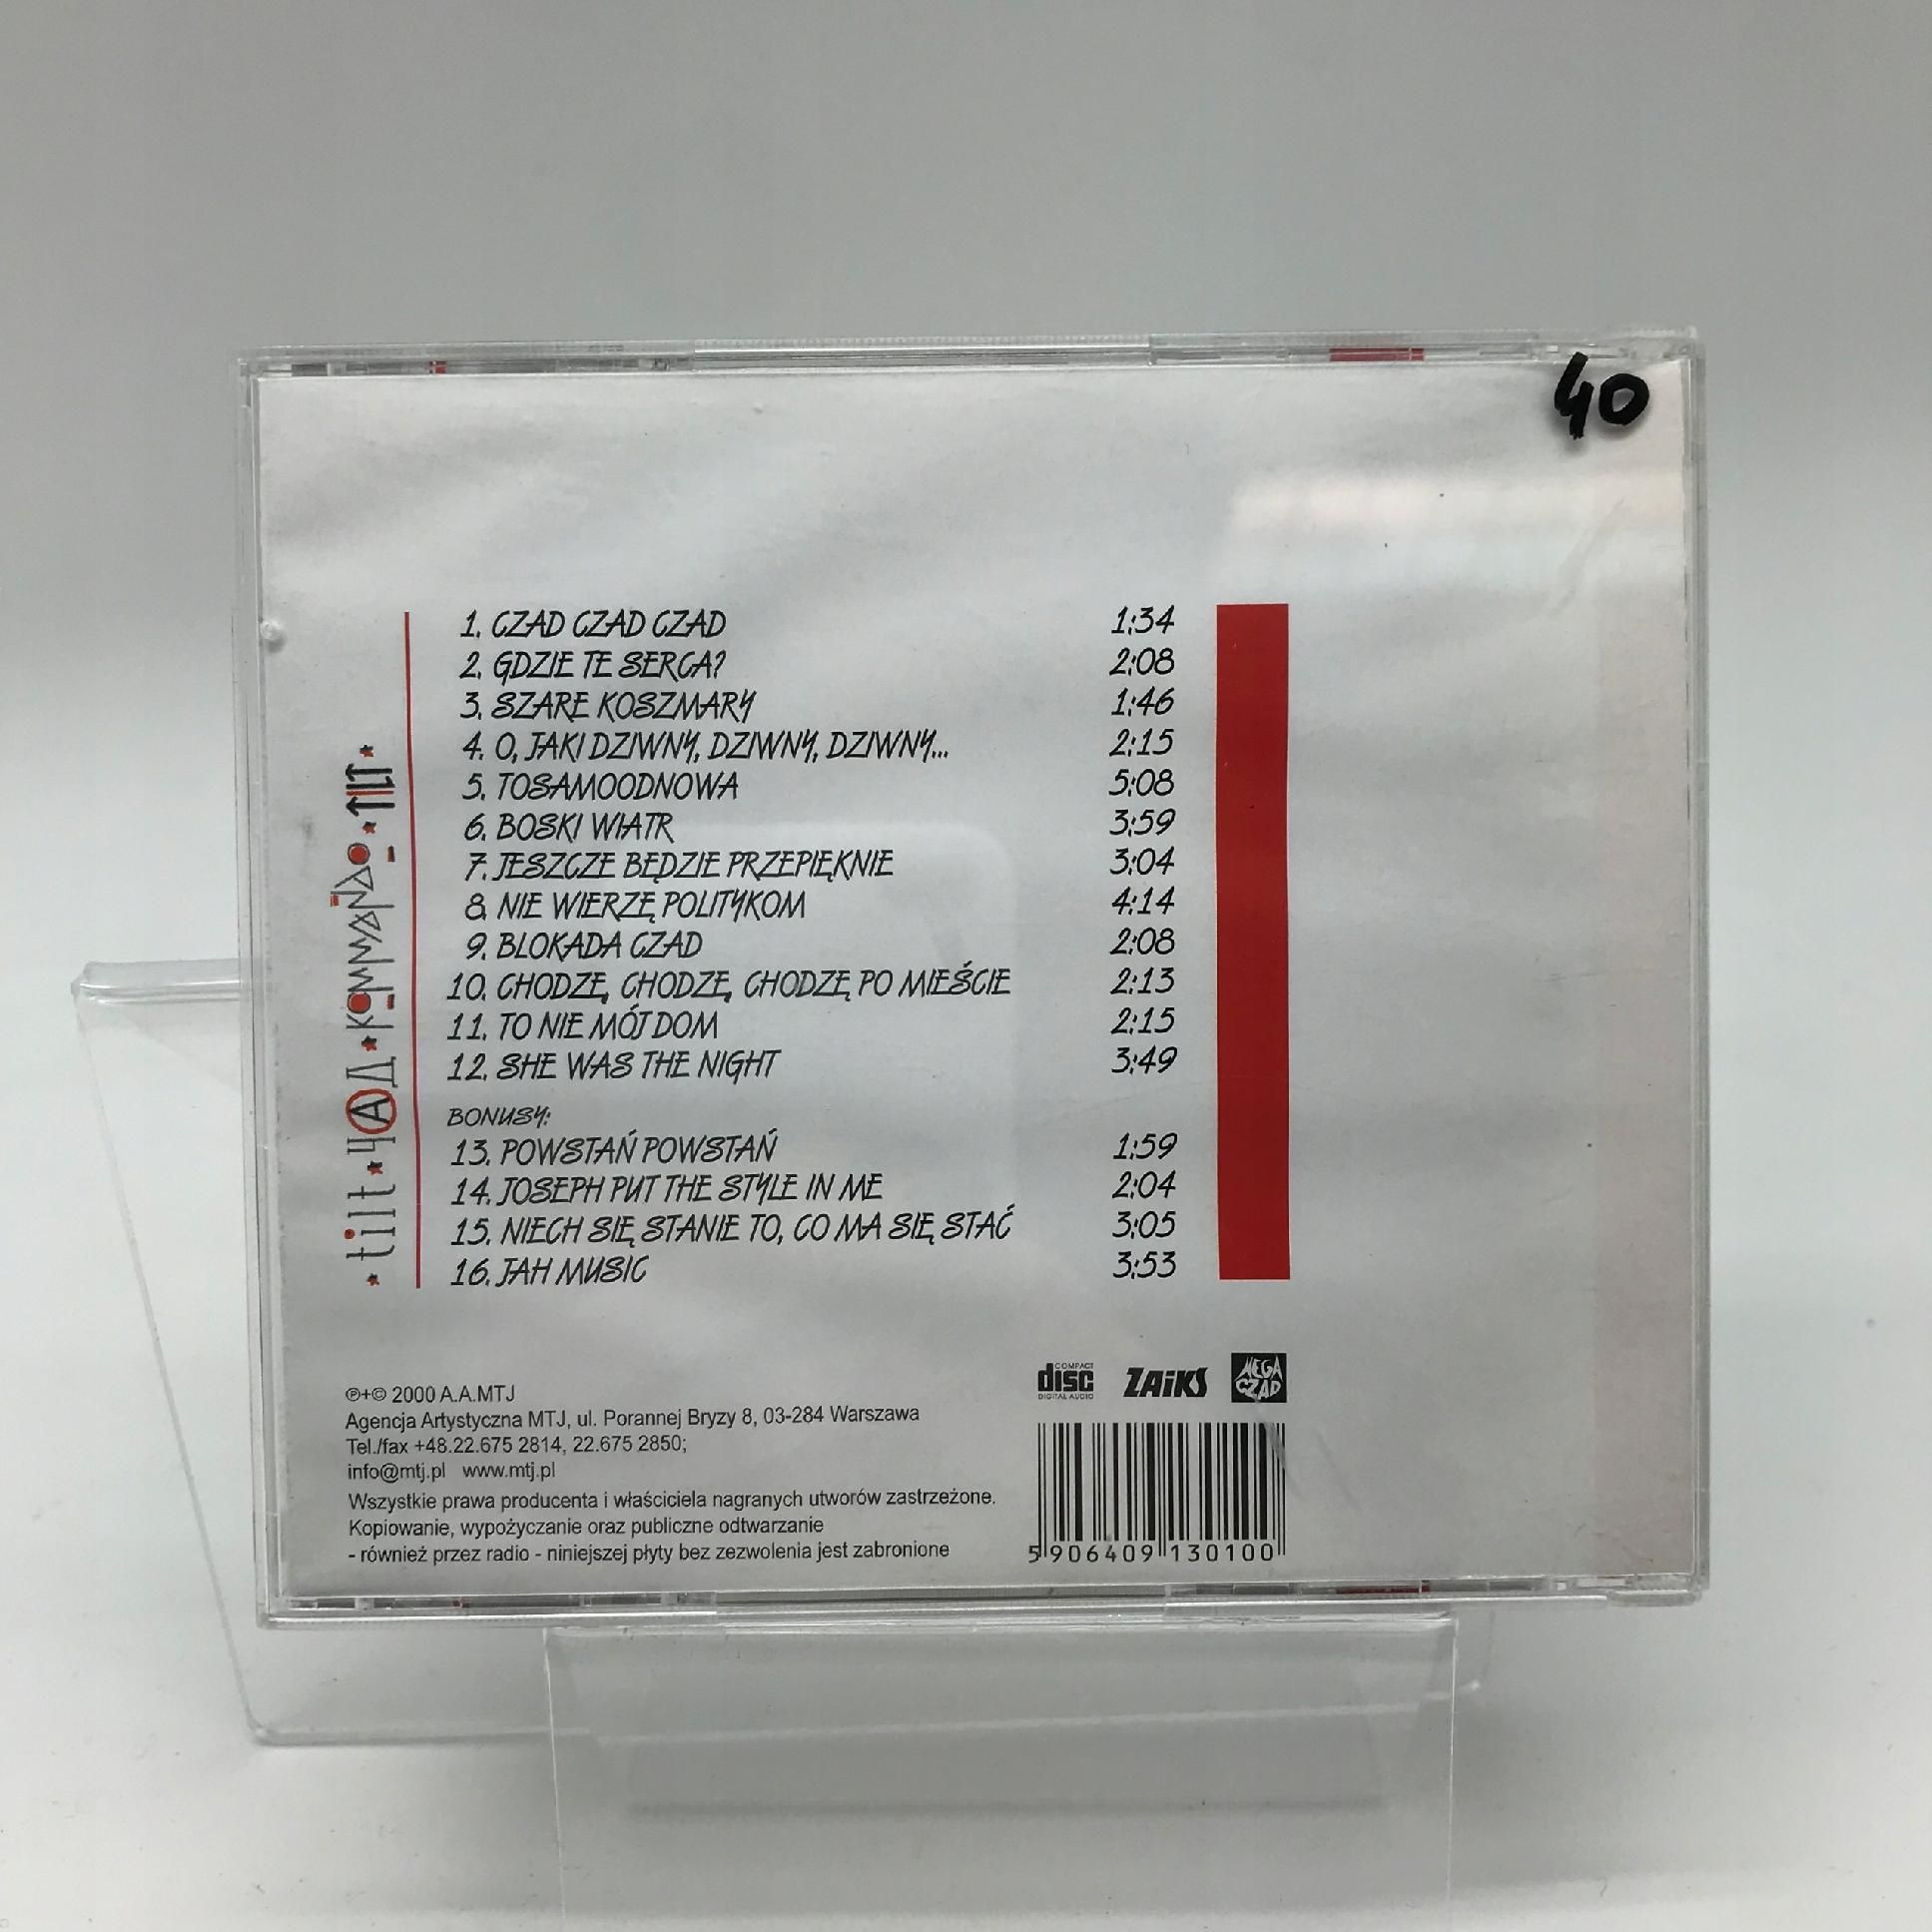 40
1. CZAD CZAD CZAD 1:34
2. GDZIE TE SERCA? 2:08
3. SZARE KOSZMARY 1:46
4. O, JAKI DZIWNY, DZIWNY, DZIWNY... 2:15
5. TOSAMOODNOWA 5:08
6. BOSKI WIATR 3:59
7. JESZCZE BĘDZIE PRZEPIĘKNIE 3:04
8. NIE WIERZĘ POLITYKOM 4:14
9. BLOKADA CZAD 2:08
10. CHODZĘ, CHODZĘ, CHODZĘ PO MIEŚCIE 2:13
11. TO NIE MÓJ DOM 2:15
12. SHE WAS THE NIGHT 3:49
BONUSY:
13. POWSTAŃ POWSTAŃ 1:59
14. JOSEPH PUT THE STYLE IN ME 2:04
15. NIECH SIĘ STANIE TO, CO MA SIĘ STAĆ 3:05
16. JAH MUSIC 3:53
★ tilt ★ ЧАД ★ KOMMANDO ★ TILT ★
℗+© 2000 A.A.MTJ
Agencja Artystyczna MTJ, ul. Porannej Bryzy 8, 03-284 Warszawa
Tel./fax +48.22.675 2814, 22.675 2850;
info@mtj.pl www.mtj.pl
Wszystkie prawa producenta i właściciela nagranych utworów zastrzeżone.
Kopiowanie, wypożyczanie oraz publiczne odtwarzanie
- również przez radio - niniejszej płyty bez zezwolenia jest zabronione
COMPACT disc DIGITAL AUDIO
ZAiKS
MEGA CZAD
5 906409 130100